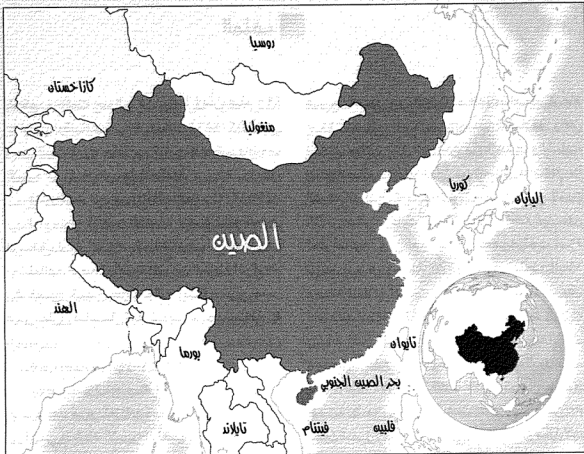 روسيا
كازاخستان
منغوليا
كوريا
اليابان
الصين
الهند
تايوان
بورما
بحر الصين الجنوبي
تايلاند
فيتنام
فلبين